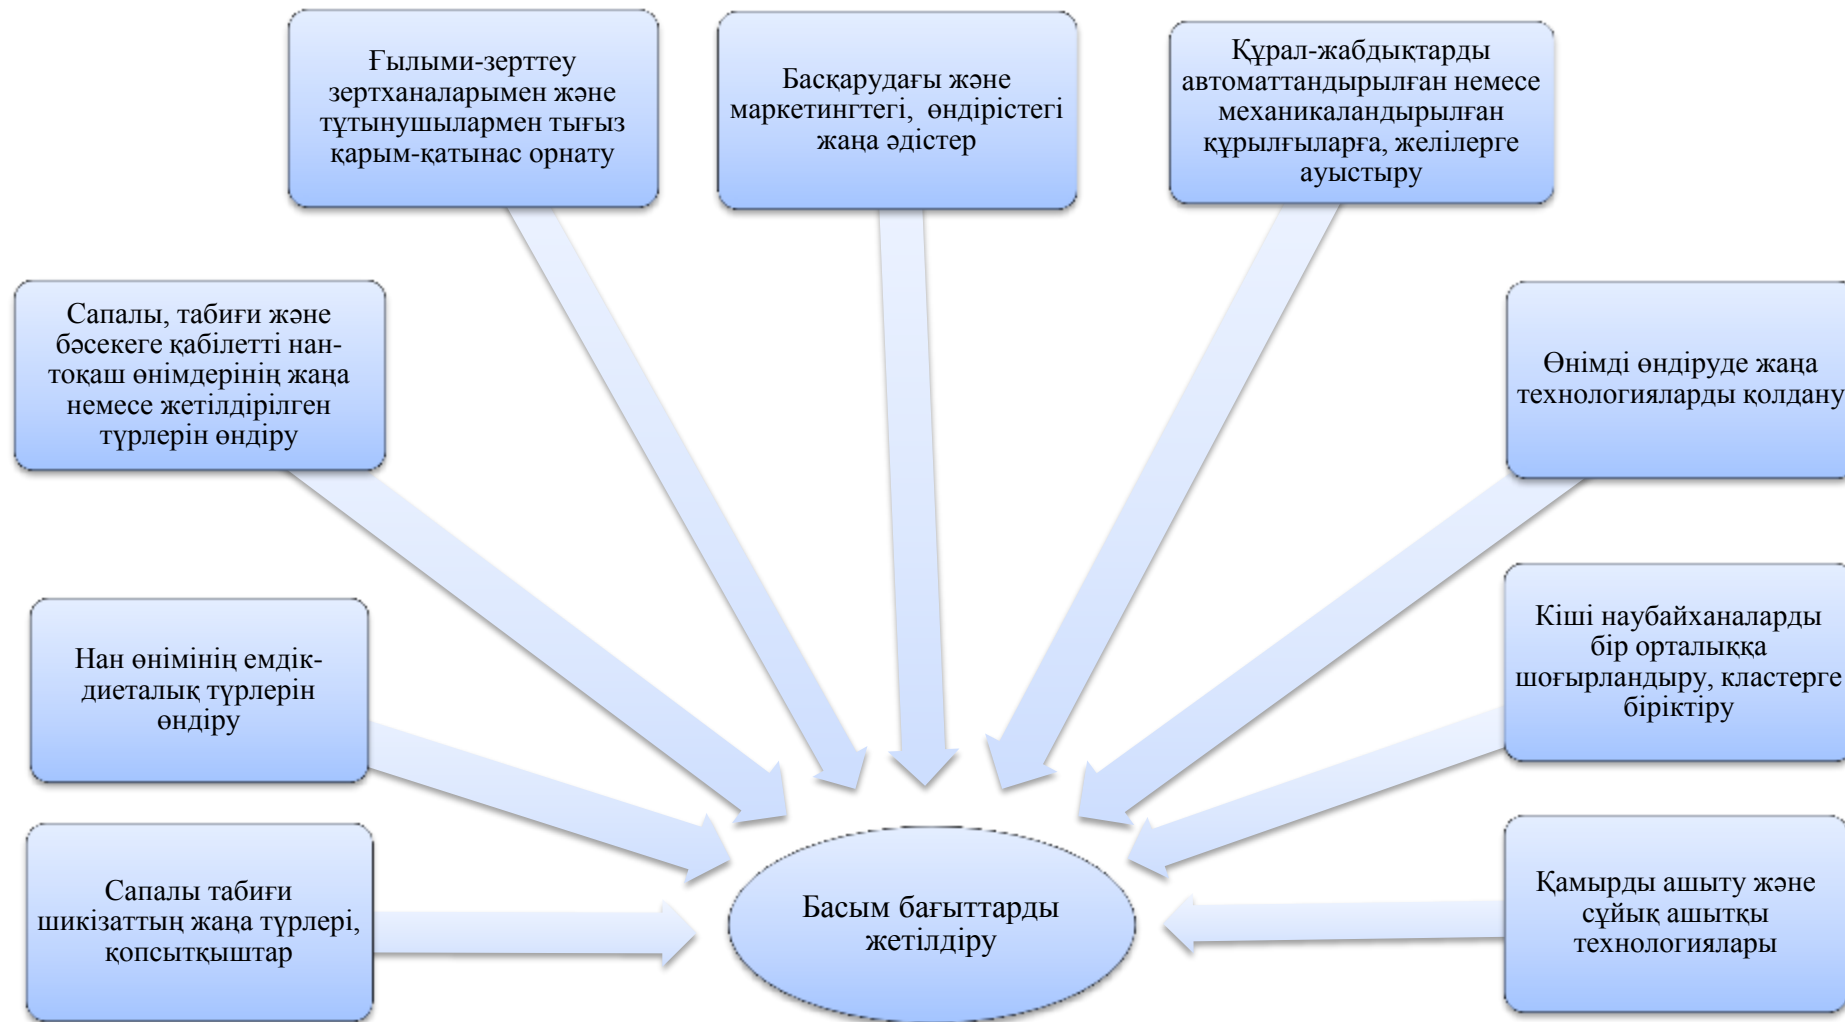 Ғылыми-зерттеу
зертханаларымен және
тұтынушылармен тығыз
қарым-қатынас орнату
Басқарудағы және
маркетингтегі, өндірістегі
жаңа әдістер
Құрал-жабдықтарды
автоматтандырылған немесе
механикаландырылған
құрылғыларға, желілерге
ауыстыру
Сапалы, табиғи және
бәсекеге қабілетті нан-
тоқаш өнімдерінің жаңа
немесе жетілдірілген
түрлерін өндіру
Өнімді өндіруде жаңа
технологияларды қолдану
Нан өнімінің емдік-
диеталық түрлерін
өндіру
Кіші наубайханаларды
бір орталыққа
шоғырландыру, кластерге
біріктіру
Сапалы табиғи
шикізаттың жаңа түрлері,
қопсытқыштар
Басым бағыттарды
жетілдіру
Қамырды ашыту және
сұйық ашытқы
технологиялары